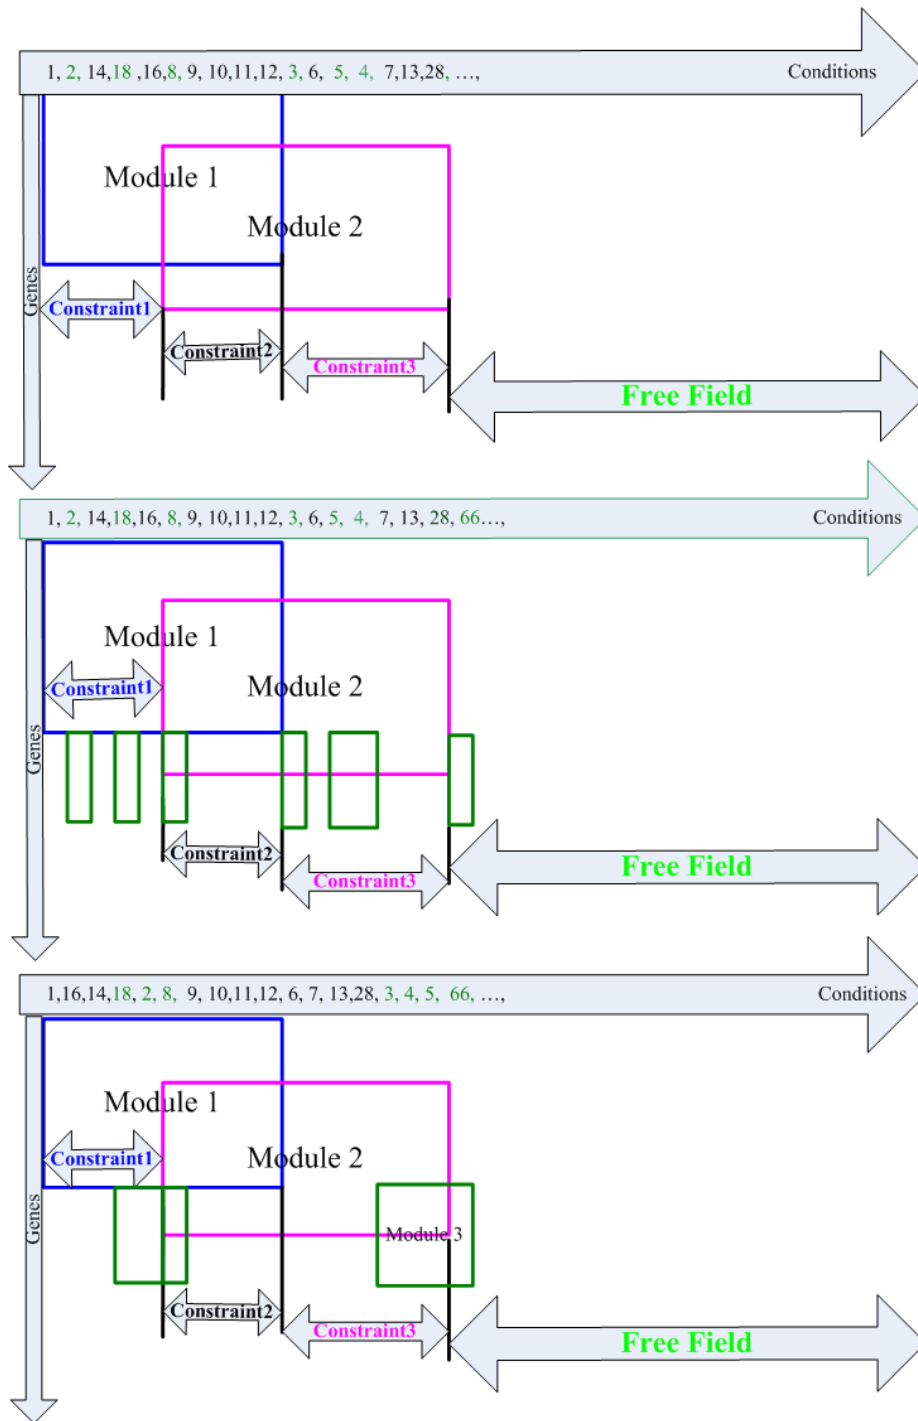 1, 2, 14,18 ,16,8, 9, 10,11,12, 3, 6, 5, 4, 7,13,28, …, Conditions
Module 1
Module 2
Genes
Constraint1
Constraint2
Constraint3
Free Field
1, 2, 14,18,16, 8, 9, 10,11,12, 3, 6, 5, 4, 7, 13, 28, 66…, Conditions
Module 1
Module 2
Constraint1
Genes
Constraint2
Free Field
Constraint3
1,16,14,18, 2, 8, 9, 10,11,12, 6, 7, 13,28, 3, 4, 5, 66, …, Conditions
Module 1
Module 2
Constraint1
Genes
Module 3
Constraint2
Constraint3
Free Field